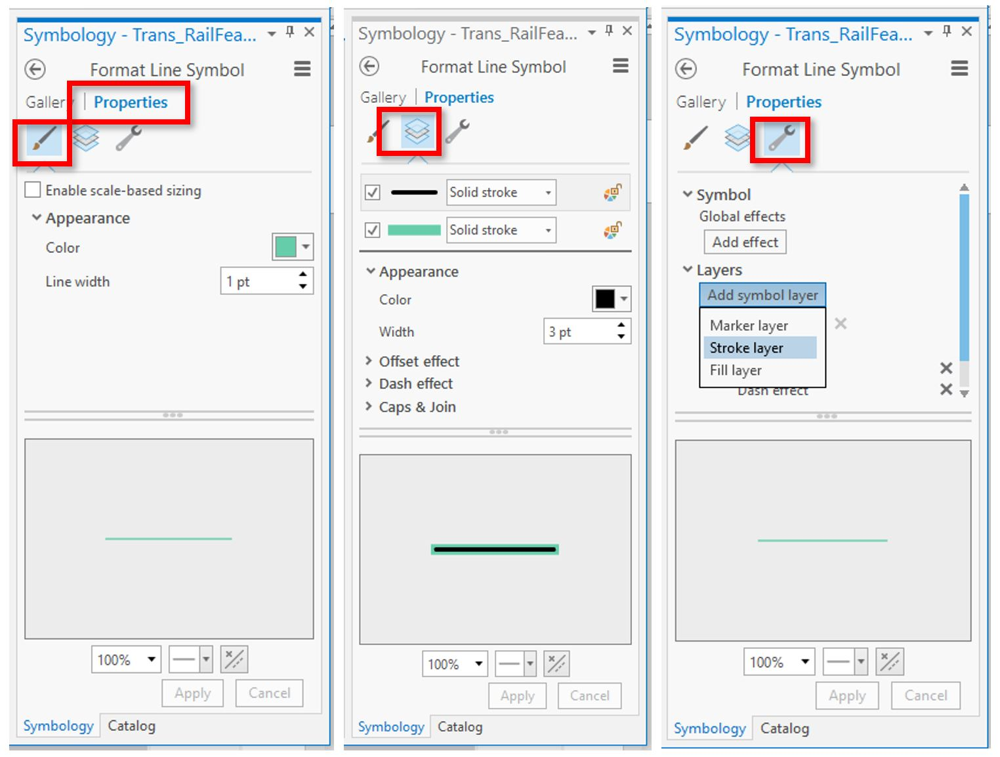 Symbology - Trans_RailFea...
Format Line Symbol
Gallery | Properties
Enable scale-based sizing
Appearance
Color
Line width 1 pt
100%
Apply Cancel
Symbology Catalog
Symbology - Trans_RailFea...
Format Line Symbol
Gallery | Properties
Solid stroke
Solid stroke
Appearance
Color
Width 3 pt
Offset effect
Dash effect
Caps & Join
100%
Apply Cancel
Symbology Catalog
Symbology - Trans_RailFea...
Format Line Symbol
Gallery | Properties
Symbol
Global effects
Add effect
Layers
Add symbol layer
Marker layer
Stroke layer
Fill layer
Dash effect
100%
Apply Cancel
Symbology Catalog